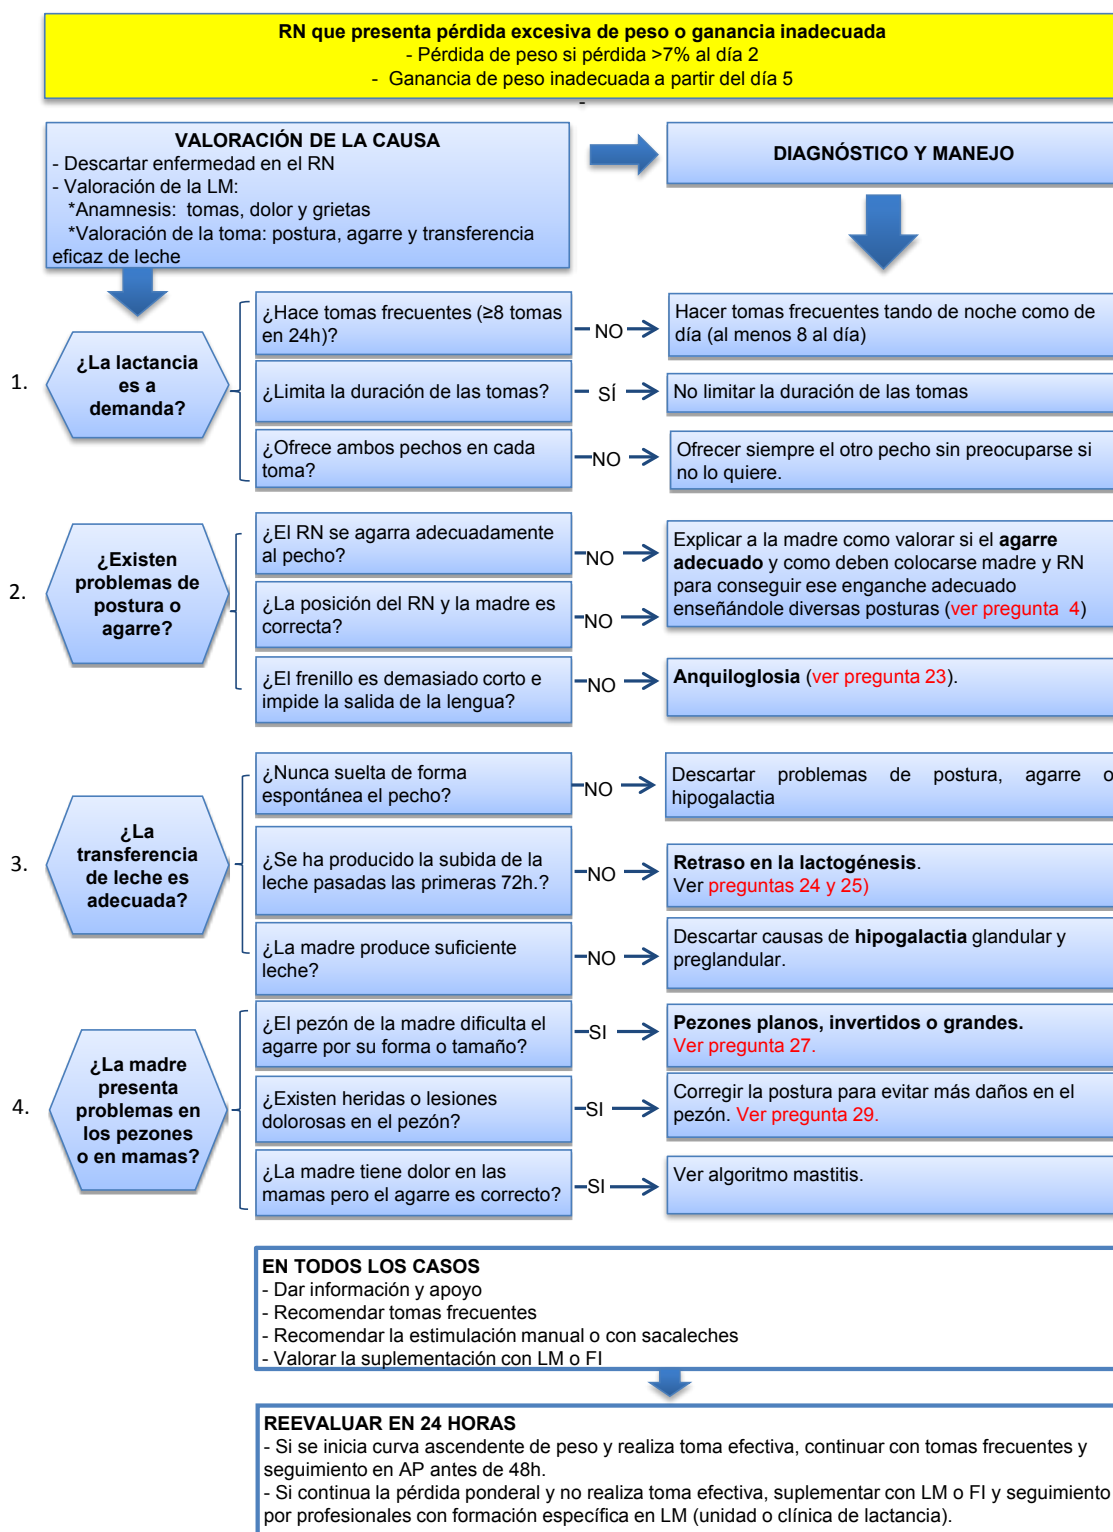 RN que presenta pérdida excesiva de peso o ganancia inadecuada
- Pérdida de peso si pérdida >7% al día 2
- Ganancia de peso inadecuada a partir del día 5
-
VALORACIÓN DE LA CAUSA
- Descartar enfermedad en el RN
- Valoración de la LM:
*Anamnesis: tomas, dolor y grietas
*Valoración de la toma: postura, agarre y transferencia
eficaz de leche
DIAGNÓSTICO Y MANEJO
1.
¿La lactancia
es a
demanda?
¿Hace tomas frecuentes (≥8 tomas
en 24h)?
NO
Hacer tomas frecuentes tando de noche como de
día (al menos 8 al día)
¿Limita la duración de las tomas?
SÍ
No limitar la duración de las tomas
¿Ofrece ambos pechos en cada
toma?
NO
Ofrecer siempre el otro pecho sin preocuparse si
no lo quiere.
2.
¿Existen
problemas de
postura o
agarre?
¿El RN se agarra adecuadamente
al pecho?
NO
¿La posición del RN y la madre es
correcta?
NO
Explicar a la madre como valorar si el agarre
adecuado y como deben colocarse madre y RN
para conseguir ese enganche adecuado
enseñándole diversas posturas (ver pregunta 4)
¿El frenillo es demasiado corto e
impide la salida de la lengua?
NO
Anquiloglosia (ver pregunta 23).
3.
¿La
transferencia
de leche es
adecuada?
¿Nunca suelta de forma
espontánea el pecho?
NO
Descartar problemas de postura, agarre o
hipogalactia
¿Se ha producido la subida de la
leche pasadas las primeras 72h.?
NO
Retraso en la lactogénesis.
Ver preguntas 24 y 25)
¿La madre produce suficiente
leche?
NO
Descartar causas de hipogalactia glandular y
preglandular.
4.
¿La madre
presenta
problemas en
los pezones
o en mamas?
¿El pezón de la madre dificulta el
agarre por su forma o tamaño?
SI
Pezones planos, invertidos o grandes.
Ver pregunta 27.
¿Existen heridas o lesiones
dolorosas en el pezón?
SI
Corregir la postura para evitar más daños en el
pezón. Ver pregunta 29.
¿La madre tiene dolor en las
mamas pero el agarre es correcto?
SI
Ver algoritmo mastitis.
EN TODOS LOS CASOS
- Dar información y apoyo
- Recomendar tomas frecuentes
- Recomendar la estimulación manual o con sacaleches
- Valorar la suplementación con LM o FI
REEVALUAR EN 24 HORAS
- Si se inicia curva ascendente de peso y realiza toma efectiva, continuar con tomas frecuentes y
seguimiento en AP antes de 48h.
- Si continua la pérdida ponderal y no realiza toma efectiva, suplementar con LM o FI y seguimiento
por profesionales con formación específica en LM (unidad o clínica de lactancia).